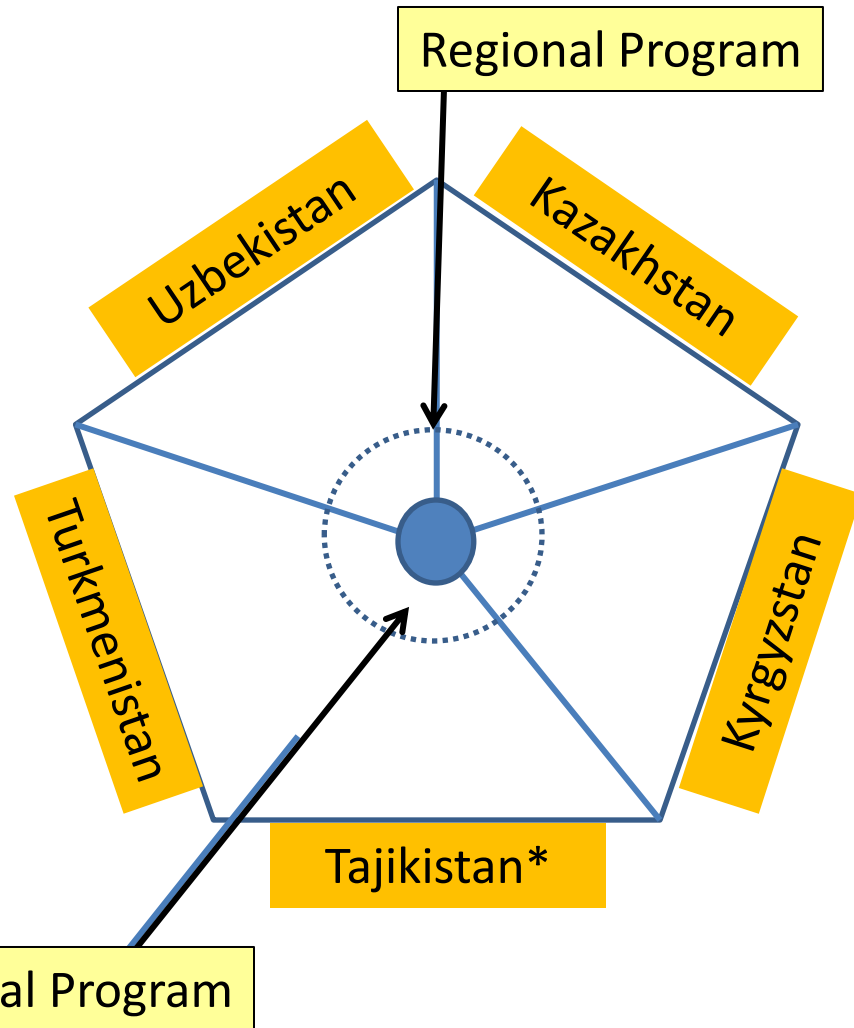 Regional Program
Uzbekistan
Kazakhstan
Turkmenistan
Kyrgyzstan
Tajikistan*
al Program